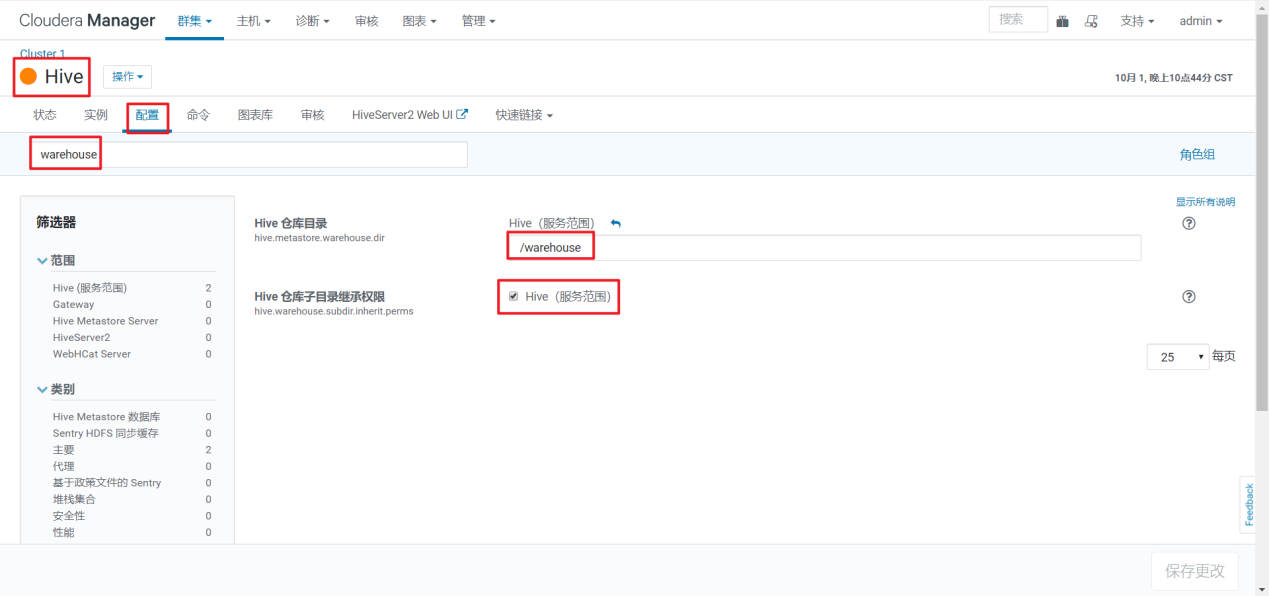 Cloudera Manager 群集 主机 诊断 审核 图表 管理 搜索 支持 admin
Cluster 1
Hive 操作 10月 1, 晚上10点44分 CST
状态 实例 配置 命令 图表库 审核 HiveServer2 Web UI 快速链接
warehouse 角色组
显示所有说明
筛选器
Hive 仓库目录 Hive（服务范围）
hive.metastore.warehouse.dir
/warehouse
范围
Hive (服务范围) 2
Gateway 0
Hive Metastore Server 0
HiveServer2 0
WebHCat Server 0
Hive 仓库子目录继承权限 Hive（服务范围）
hive.warehouse.subdir.inherit.perms
25 每页
类别
Hive Metastore 数据库 0
Sentry HDFS 同步缓存 0
主要 2
代理 0
基于政策文件的 Sentry 0
堆栈集合 0
安全性 0
性能 0
Feedback
保存更改